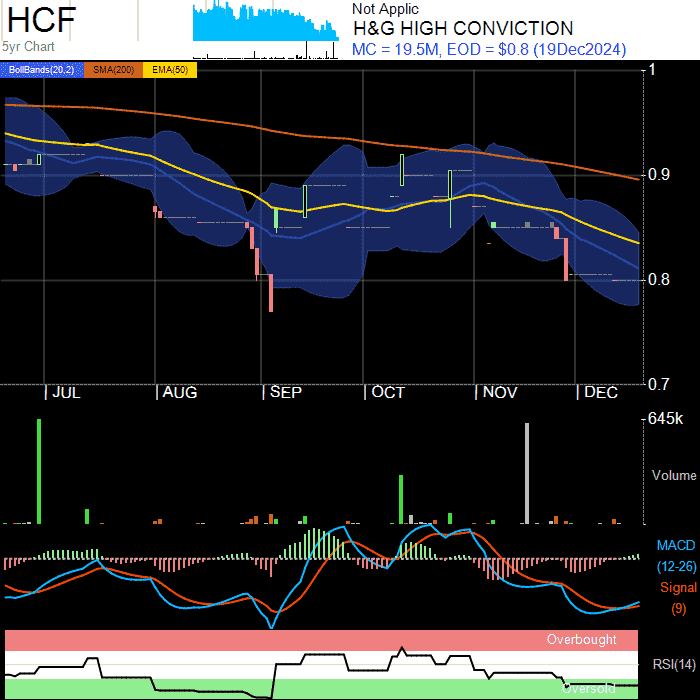 HCF
5yr Chart
Not Applic
H&G HIGH CONVICTION
MC = 19.5M, EOD = $0.8 (19Dec2024)
BollBands(20,2) SMA(200) EMA(50)
1
0.9
0.8
0.7
JUL AUG SEP OCT NOV DEC
645k
Volume
MACD
(12-26)
Signal
(9)
Overbought
RSI(14)
Oversold